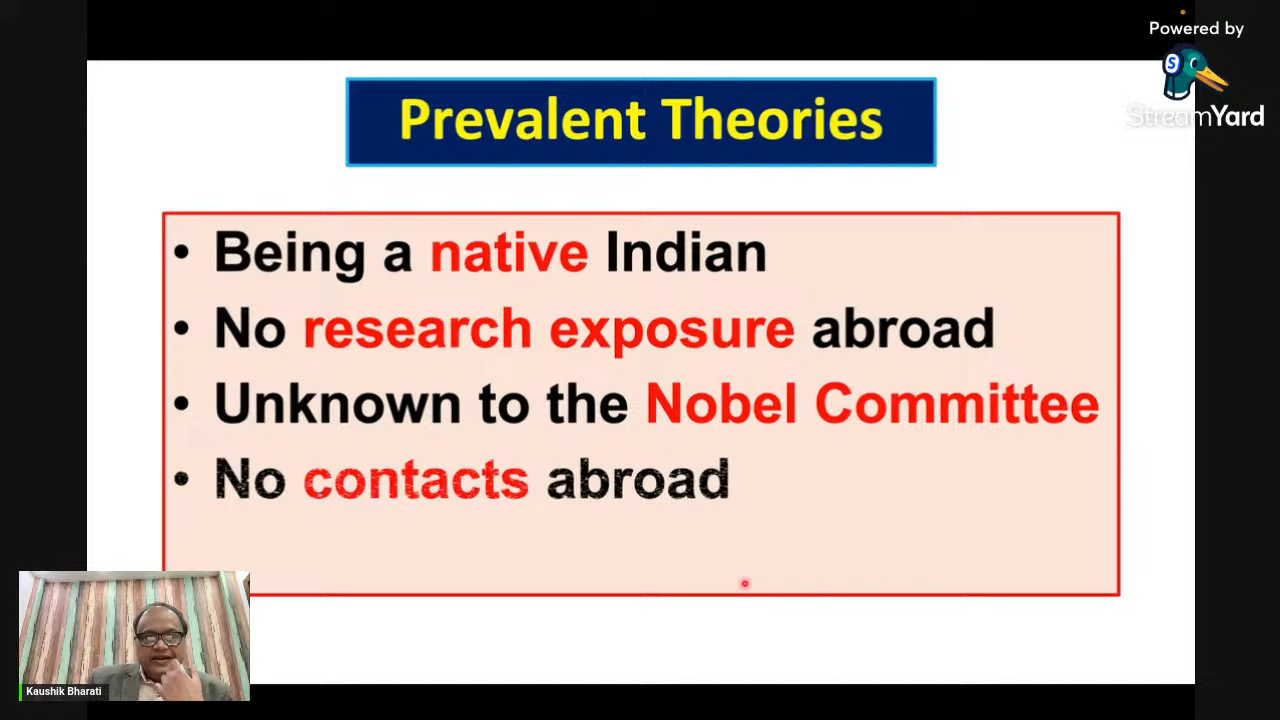 Powered by
StreamYard
Prevalent Theories
• Being a native Indian
• No research exposure abroad
• Unknown to the Nobel Committee
• No contacts abroad
Kaushik Bharati